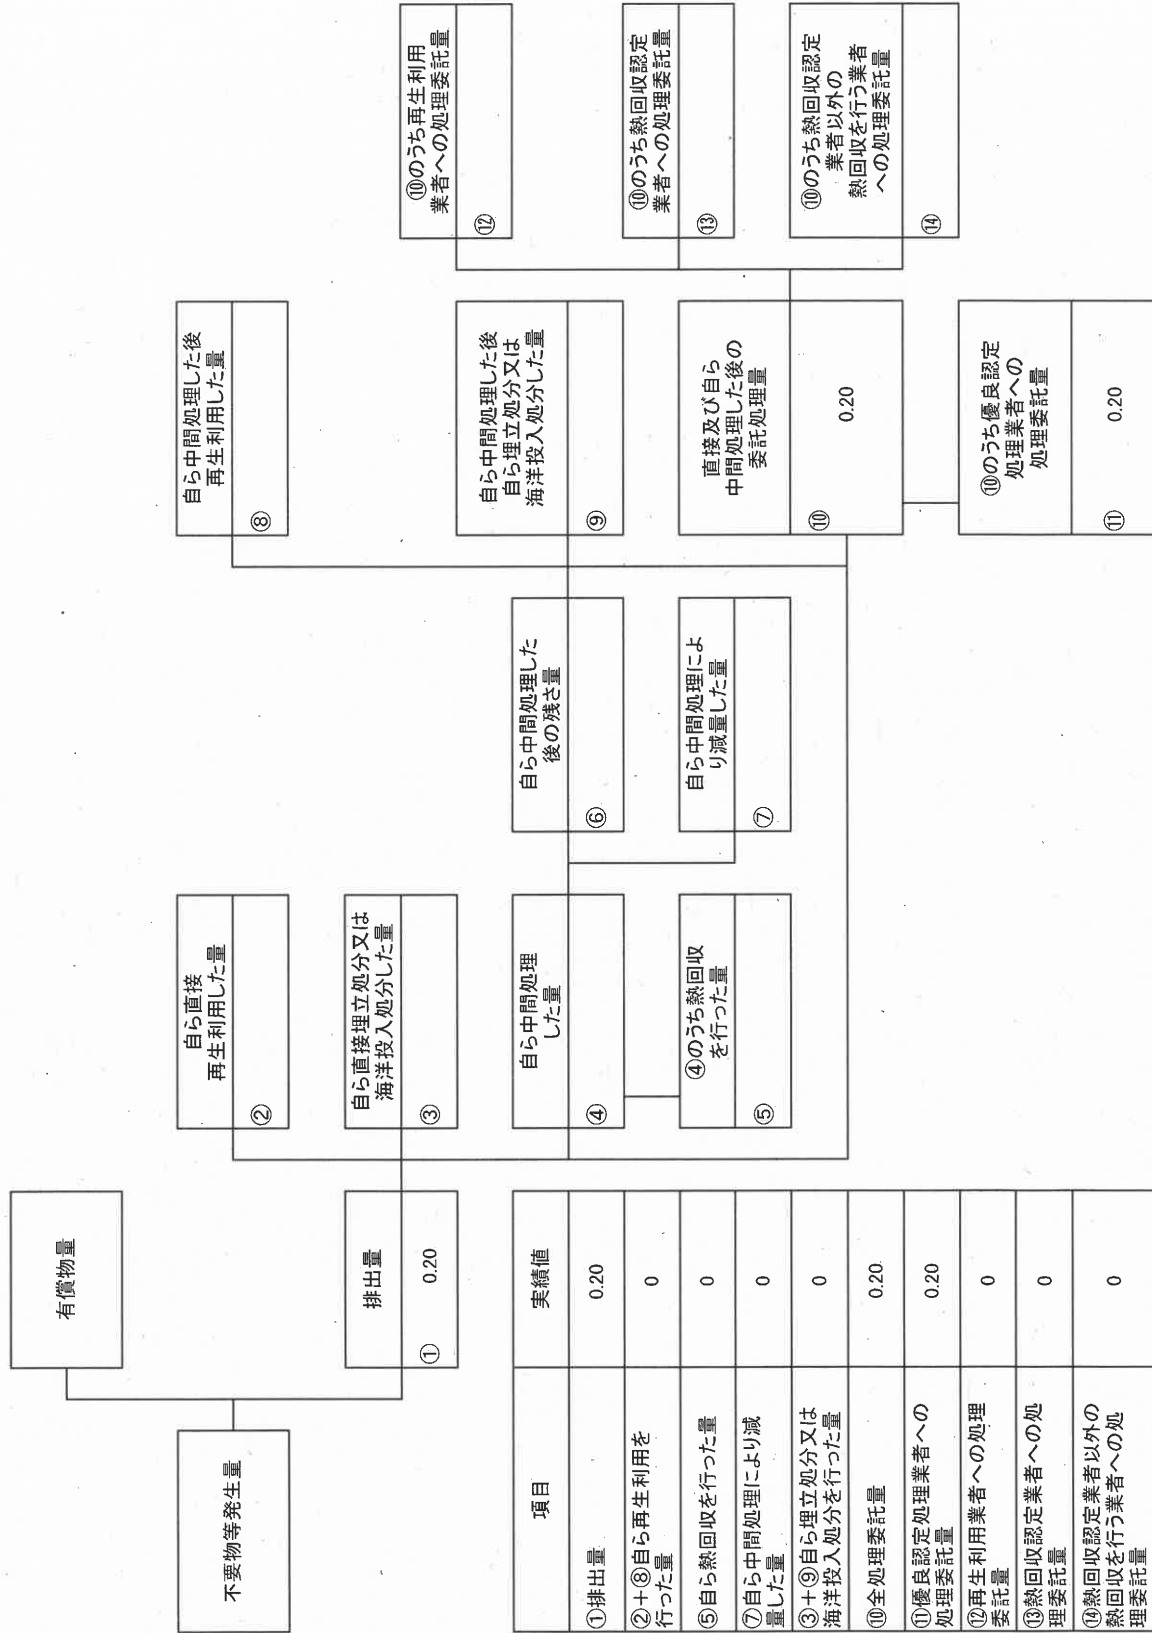 有償物量
不要物等発生量
排出量
①
0.20
自ら直接
再生利用した量
②
自ら直接埋立処分又は
海洋投入処分した量
③
自ら中間処理
した量
④
④のうち熱回収
を行った量
⑤
自ら中間処理した
後の残さ量
⑥
自ら中間処理によ
り減量した量
⑦
自ら中間処理した後
再生利用した量
⑧
自ら中間処理した後
自ら埋立処分又は
海洋投入処分した量
⑨
直接及び自ら
中間処理した後の
委託処理量
⑩
0.20
⑩のうち優良認定
処理業者への
処理委託量
⑪
0.20
⑩のうち再生利用
業者への処理委託量
⑫
⑩のうち熱回収認定
業者への処理委託量
⑬
⑩のうち熱回収認定
業者以外の
熱回収を行う業者
への処理委託量
⑭
項目 実績値
①排出量 0.20
②+⑧自ら再生利用を
行った量 0
⑤自ら熱回収を行った量 0
⑦自ら中間処理により減
量した量 0
③+⑨自ら埋立処分又は
海洋投入処分を行った量 0
⑩全処理委託量 0.20
⑪優良認定処理業者への
処理委託量 0.20
⑫再生利用業者への処理
委託量 0
⑬熱回収認定業者への処
理委託量 0
⑭熱回収認定業者以外の
熱回収を行う業者への処
理委託量 0